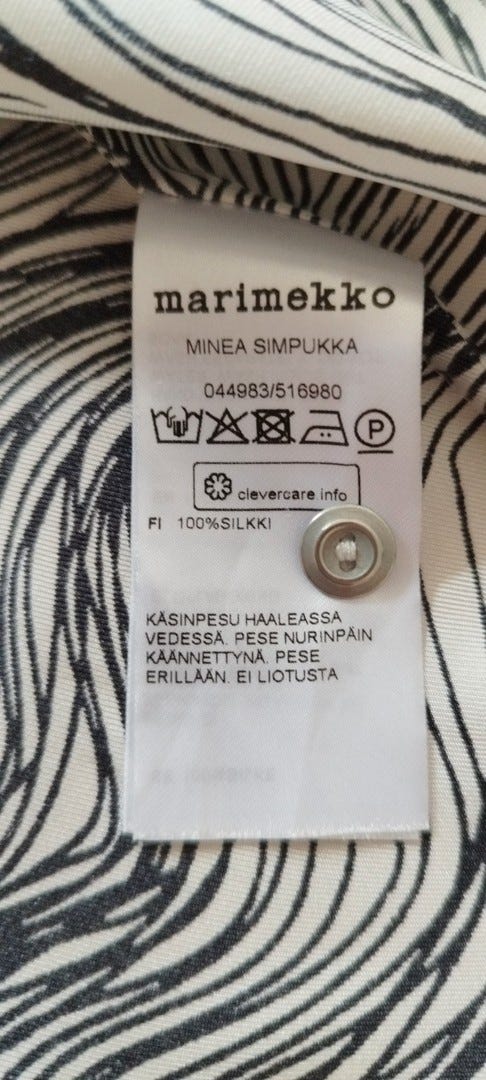 marimekko
MINEA SIMPUKKA
044983/516980
P
clevercare.info
FI 100%SILKKI
KÄSINPESU HAALEASSA
VEDESSÄ. PESE NURINPÄIN
KÄÄNNETTYNÄ. PESE
ERILLÄÄN. EI LIOTUSTA